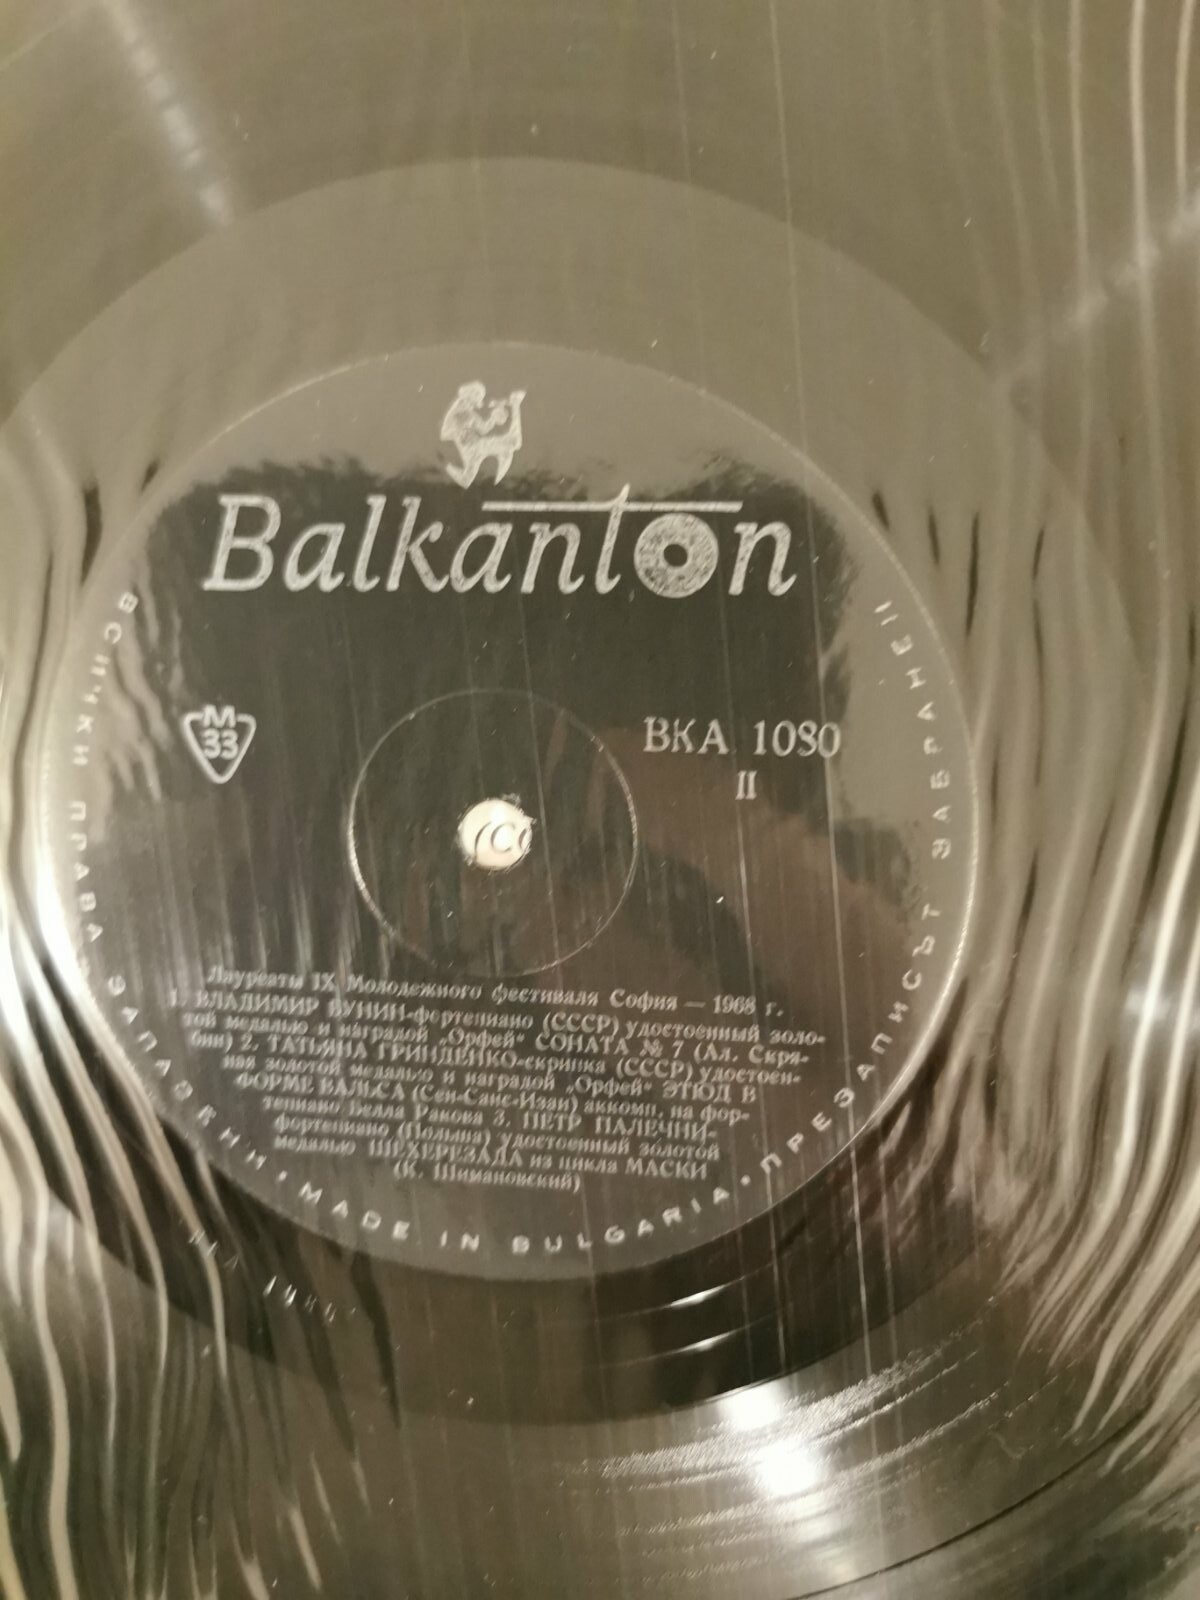 Balkanton
М
33
ВКА 1080
II
Лауреаты IX Молодежного фестиваля София — 1968 г.
1. ВЛАДИМИР БУНИН-фортепиано (СССР) удостоенный золо-
той медалью и наградой „Орфей“ СОНАТА № 7 (Ал. Скря-
бин) 2. ТАТЬЯНА ГРИНДЕНКО-скрипка (СССР) удостоен-
ная золотой медалью и наградой „Орфей“ ЭТЮД В
ФОРМЕ ВАЛЬСА (Сен-Санс-Изаи) аккомп. на фор-
тепиано Белла Ракова 3. ПЕТР ПАЛЕЧНИ-
фортепиано (Польша) удостоенный золотой
медалью ШЕХЕРЕЗАДА из цикла МАСКИ
(К. Шимановский)
ВСИЧКИ ПРАВА ЗАПАЗЕНИ • MADE IN BULGARIA • ПРЕЗАПИСЪТ ЗАБРАНЕН